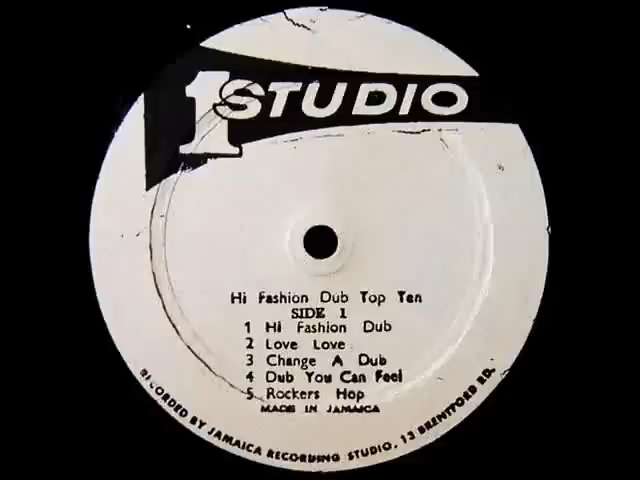 1 STUDIO
Hi Fashion Dub Top Ten
SIDE 1
1 Hi Fashion Dub
2 Love Love
3 Change A Dub
4 Dub You Can Feel
5 Rockers Hop
MADE IN JAMAICA
RECORDED BY JAMAICA RECORDING STUDIO, 13 BRENTFORD RD.